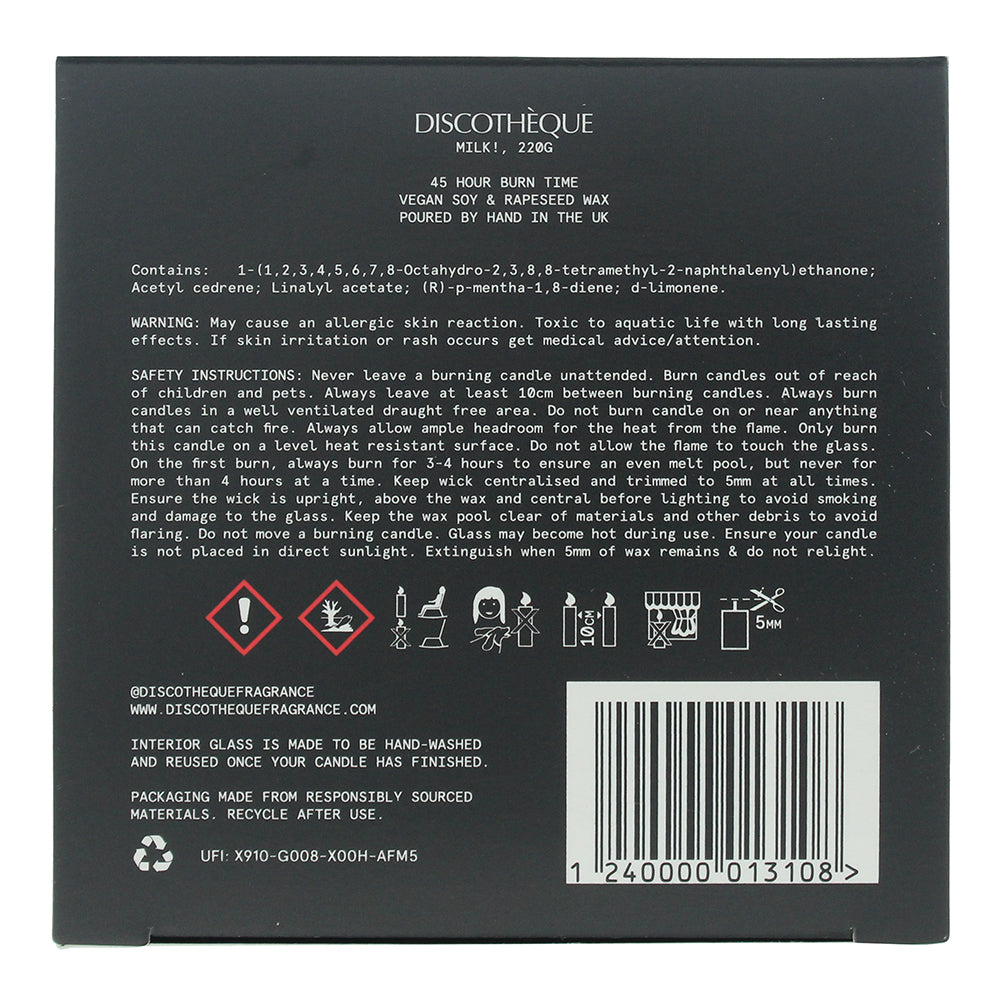 DISCOTHÈQUE
MILK!, 220G
45 HOUR BURN TIME
VEGAN SOY & RAPESEED WAX
POURED BY HAND IN THE UK
Contains: 1-(1,2,3,4,5,6,7,8-Octahydro-2,3,8,8-tetramethyl-2-naphthalenyl)ethanone;
Acetyl cedrene; Linalyl acetate; (R)-p-mentha-1,8-diene; d-limonene.
WARNING: May cause an allergic skin reaction. Toxic to aquatic life with long lasting
effects. If skin irritation or rash occurs get medical advice/attention.
SAFETY INSTRUCTIONS: Never leave a burning candle unattended. Burn candles out of reach
of children and pets. Always leave at least 10cm between burning candles. Always burn
candles in a well ventilated draught free area. Do not burn candle on or near anything
that can catch fire. Always allow ample headroom for the heat from the flame. Only burn
this candle on a level heat resistant surface. Do not allow the flame to touch the glass.
On the first burn, always burn for 3-4 hours to ensure an even melt pool, but never for
more than 4 hours at a time. Keep wick centralised and trimmed to 5mm at all times.
Ensure the wick is upright, above the wax and central before lighting to avoid smoking
and damage to the glass. Keep the wax pool clear of materials and other debris to avoid
flaring. Do not move a burning candle. Glass may become hot during use. Ensure your candle
is not placed in direct sunlight. Extinguish when 5mm of wax remains & do not relight.
10CM
5MM
@DISCOTHEQUEFRAGRANCE
WWW.DISCOTHEQUEFRAGRANCE.COM
INTERIOR GLASS IS MADE TO BE HAND-WASHED
AND REUSED ONCE YOUR CANDLE HAS FINISHED.
PACKAGING MADE FROM RESPONSIBLY SOURCED
MATERIALS. RECYCLE AFTER USE.
UFI: X910-G008-X00H-AFM5
1 240000 013108 >